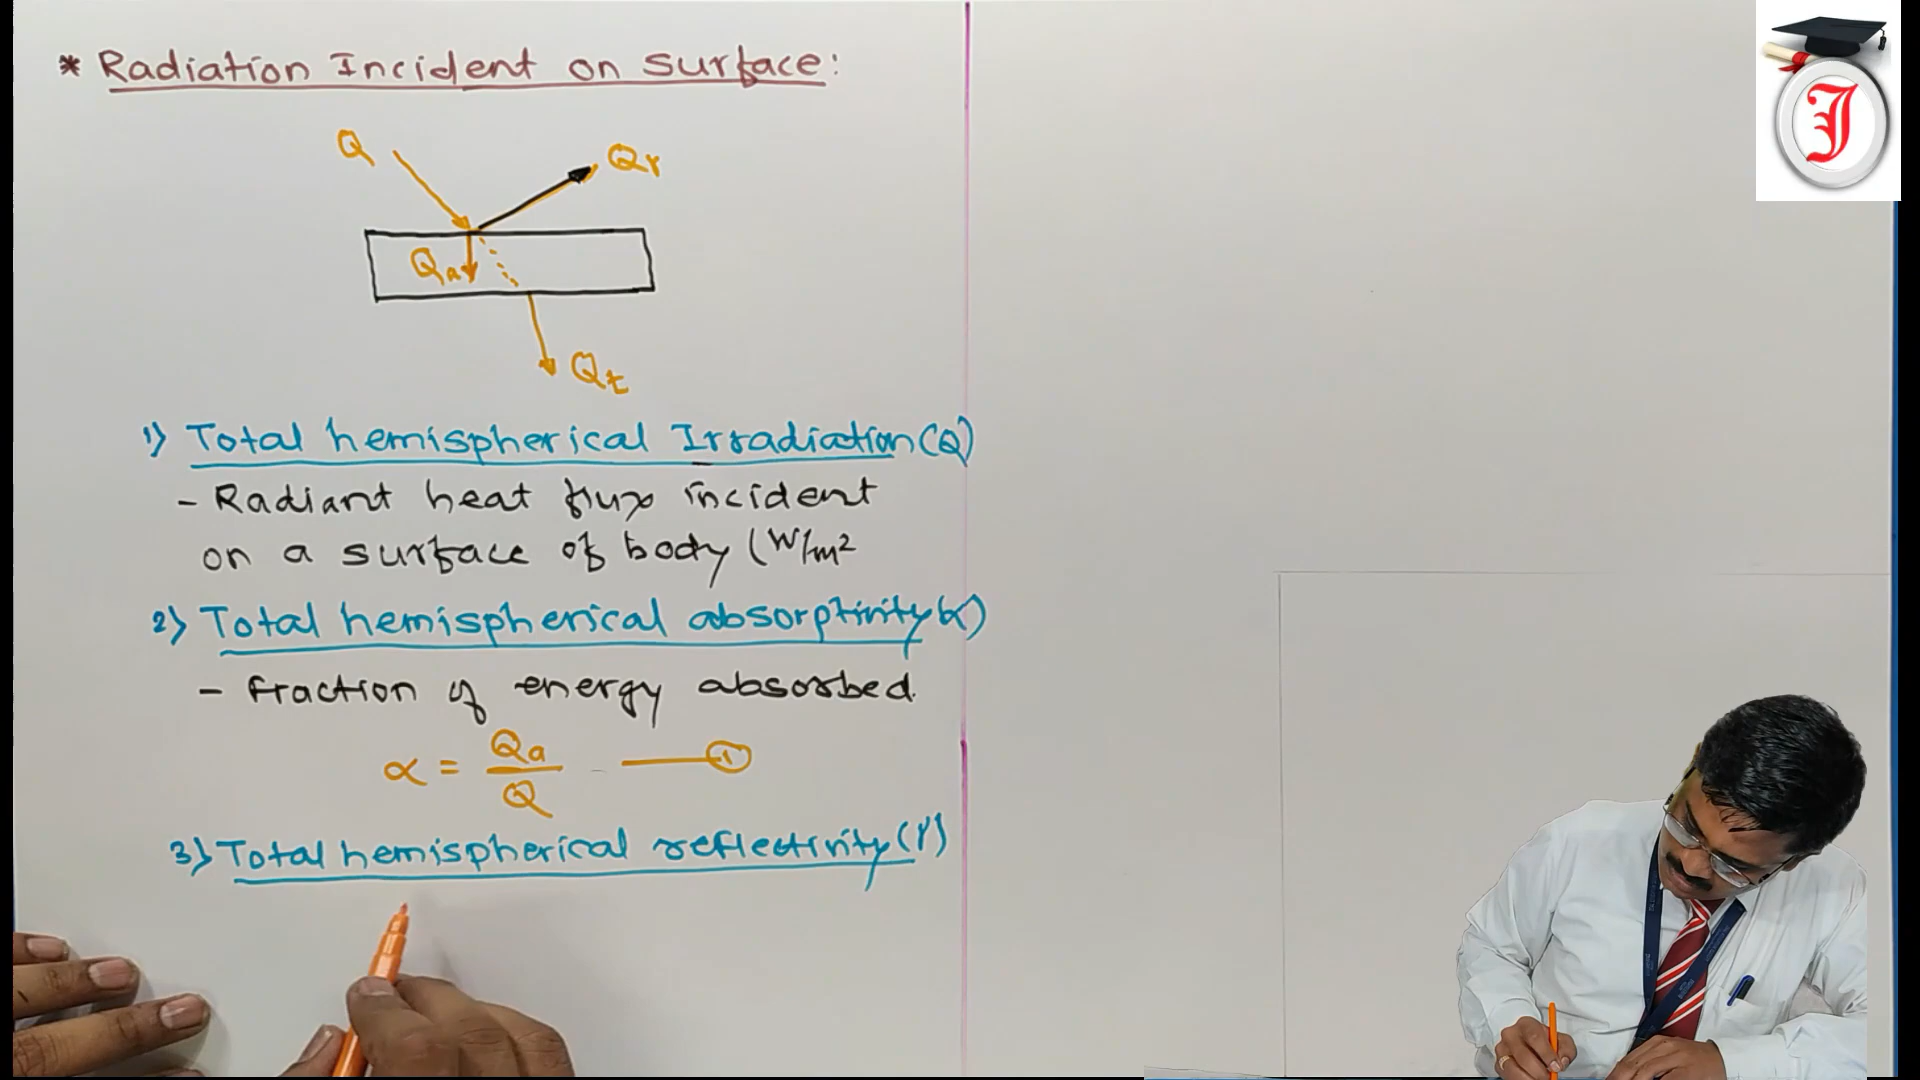 * Radiation Incident on surface:
Q
Qr
Qa
Qt
1) Total hemispherical Irradiation (Q)
- Radiant heat flux incident
on a surface of body (W/m²
2) Total hemispherical absorptivity α)
- fraction of energy absorbed.
α = Qa / Q — 1
3) Total hemispherical reflectivity (r)
J